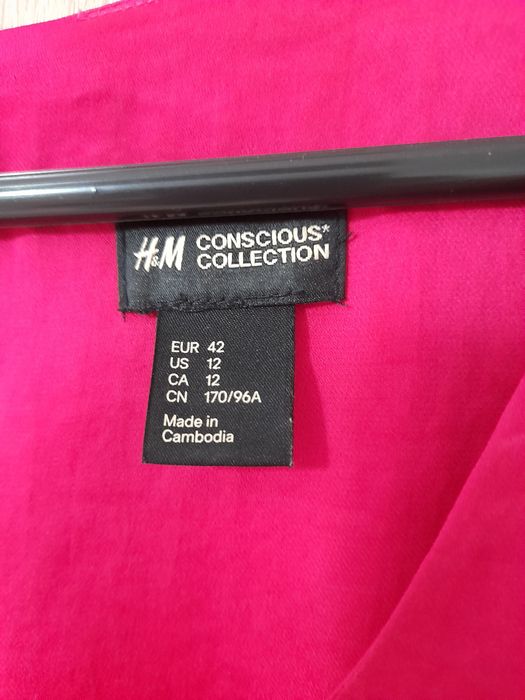 H&M CONSCIOUS*
COLLECTION
EUR 42
US 12
CA 12
CN 170/96A
Made in
Cambodia